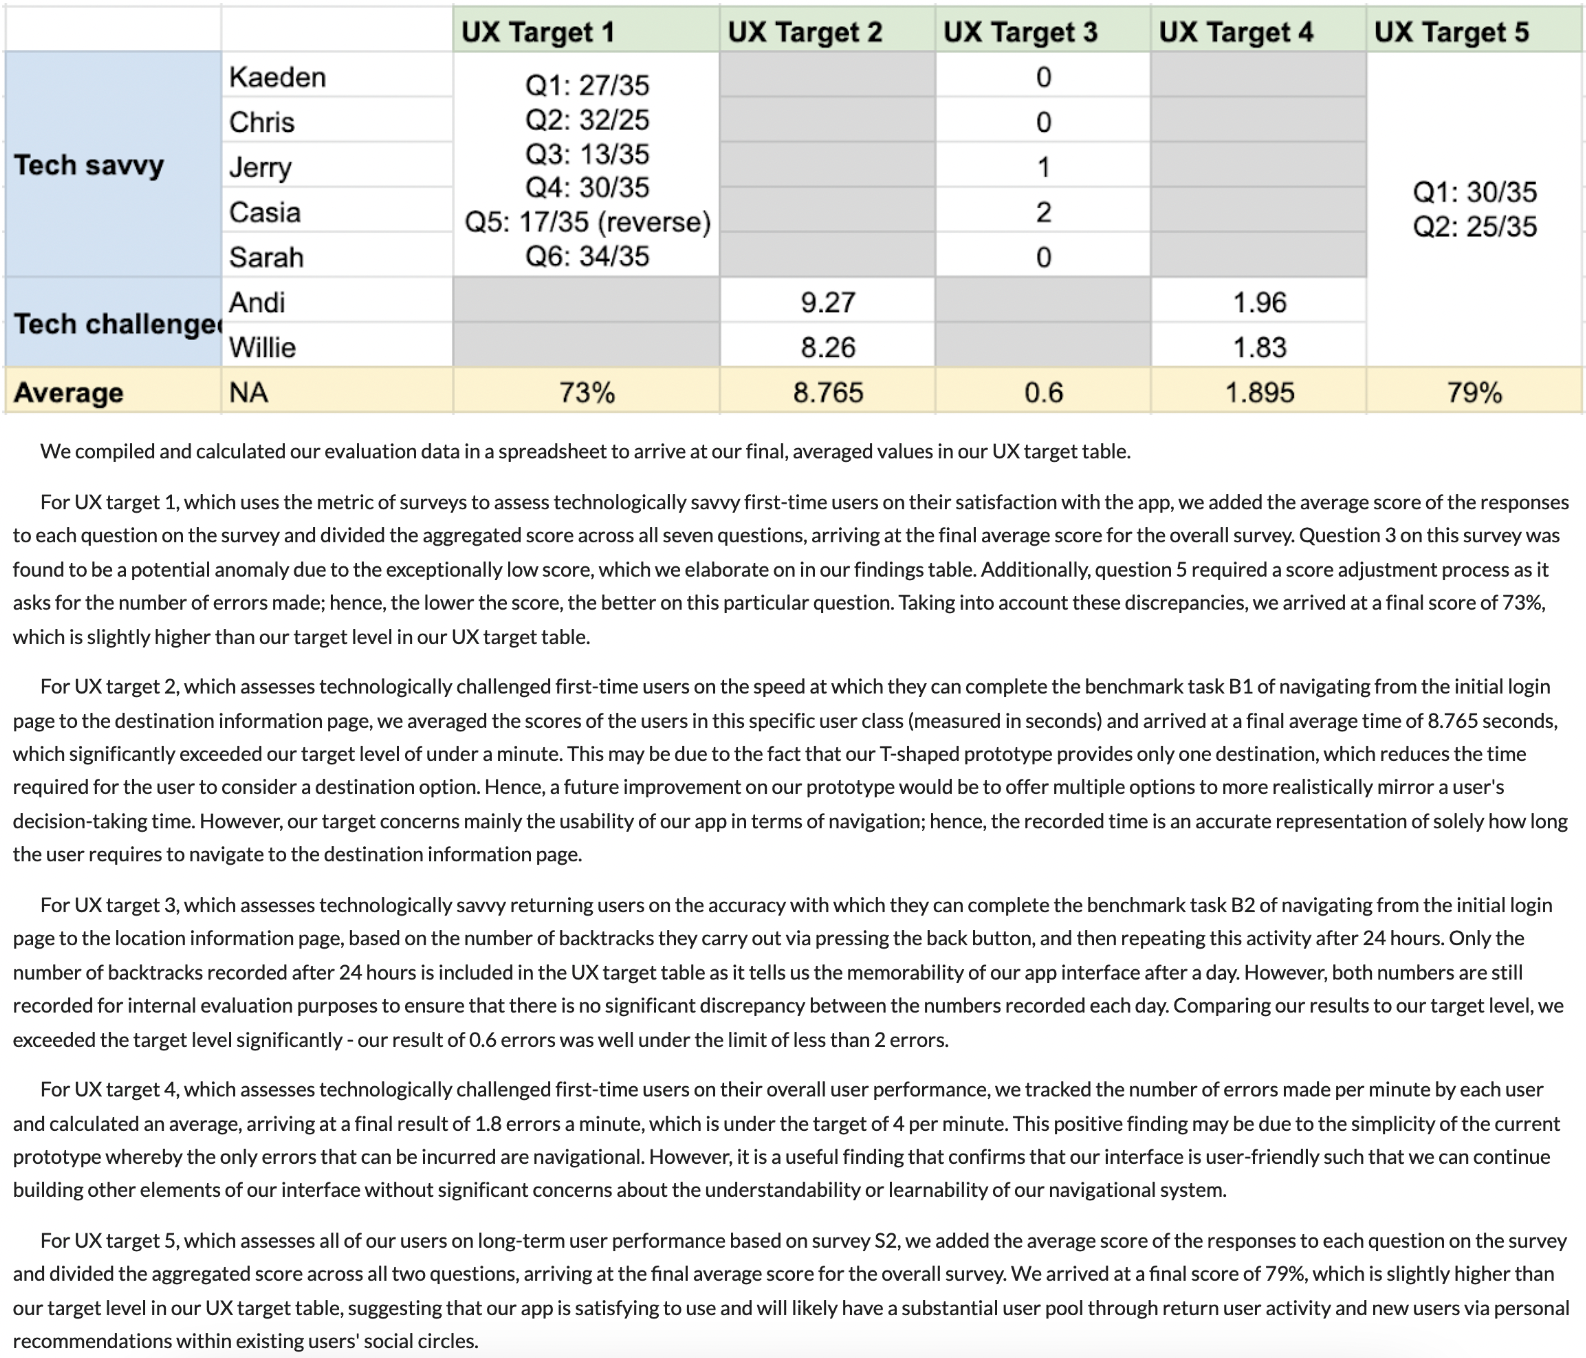 UX Target 1 UX Target 2 UX Target 3 UX Target 4 UX Target 5
Tech savvy
Kaeden 0
Chris 0
Jerry 1
Casia 2
Sarah 0
Q1: 27/35
Q2: 32/25
Q3: 13/35
Q4: 30/35
Q5: 17/35 (reverse)
Q6: 34/35
Q1: 30/35
Q2: 25/35
Tech challenge
Andi 9.27 1.96
Willie 8.26 1.83
Average NA 73% 8.765 0.6 1.895 79%
We compiled and calculated our evaluation data in a spreadsheet to arrive at our final, averaged values in our UX target table.
For UX target 1, which uses the metric of surveys to assess technologically savvy first-time users on their satisfaction with the app, we added the average score of the responses
to each question on the survey and divided the aggregated score across all seven questions, arriving at the final average score for the overall survey. Question 3 on this survey was
found to be a potential anomaly due to the exceptionally low score, which we elaborate on in our findings table. Additionally, question 5 required a score adjustment process as it
asks for the number of errors made; hence, the lower the score, the better on this particular question. Taking into account these discrepancies, we arrived at a final score of 73%,
which is slightly higher than our target level in our UX target table.
For UX target 2, which assesses technologically challenged first-time users on the speed at which they can complete the benchmark task B1 of navigating from the initial login
page to the destination information page, we averaged the scores of the users in this specific user class (measured in seconds) and arrived at a final average time of 8.765 seconds,
which significantly exceeded our target level of under a minute. This may be due to the fact that our T-shaped prototype provides only one destination, which reduces the time
required for the user to consider a destination option. Hence, a future improvement on our prototype would be to offer multiple options to more realistically mirror a user's
decision-taking time. However, our target concerns mainly the usability of our app in terms of navigation; hence, the recorded time is an accurate representation of solely how long
the user requires to navigate to the destination information page.
For UX target 3, which assesses technologically savvy returning users on the accuracy with which they can complete the benchmark task B2 of navigating from the initial login
page to the location information page, based on the number of backtracks they carry out via pressing the back button, and then repeating this activity after 24 hours. Only the
number of backtracks recorded after 24 hours is included in the UX target table as it tells us the memorability of our app interface after a day. However, both numbers are still
recorded for internal evaluation purposes to ensure that there is no significant discrepancy between the numbers recorded each day. Comparing our results to our target level, we
exceeded the target level significantly - our result of 0.6 errors was well under the limit of less than 2 errors.
For UX target 4, which assesses technologically challenged first-time users on their overall user performance, we tracked the number of errors made per minute by each user
and calculated an average, arriving at a final result of 1.8 errors a minute, which is under the target of 4 per minute. This positive finding may be due to the simplicity of the current
prototype whereby the only errors that can be incurred are navigational. However, it is a useful finding that confirms that our interface is user-friendly such that we can continue
building other elements of our interface without significant concerns about the understandability or learnability of our navigational system.
For UX target 5, which assesses all of our users on long-term user performance based on survey S2, we added the average score of the responses to each question on the survey
and divided the aggregated score across all two questions, arriving at the final average score for the overall survey. We arrived at a final score of 79%, which is slightly higher than
our target level in our UX target table, suggesting that our app is satisfying to use and will likely have a substantial user pool through return user activity and new users via personal
recommendations within existing users' social circles.